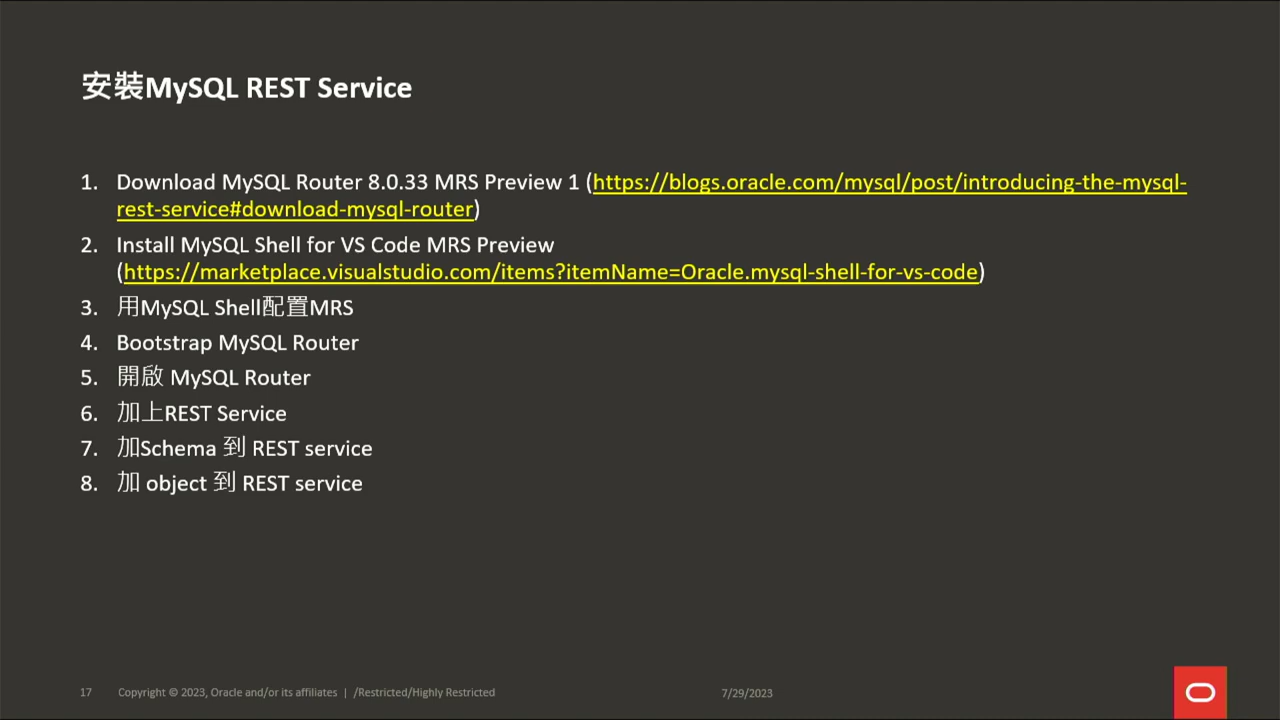 安裝MySQL REST Service
1. Download MySQL Router 8.0.33 MRS Preview 1 (https://blogs.oracle.com/mysql/post/introducing-the-mysql-
rest-service#download-mysql-router)
2. Install MySQL Shell for VS Code MRS Preview
(https://marketplace.visualstudio.com/items?itemName=Oracle.mysql-shell-for-vs-code)
3. 用MySQL Shell配置MRS
4. Bootstrap MySQL Router
5. 開啟 MySQL Router
6. 加上REST Service
7. 加Schema 到 REST service
8. 加 object 到 REST service
17 Copyright © 2023, Oracle and/or its affiliates | /Restricted/Highly Restricted 7/29/2023